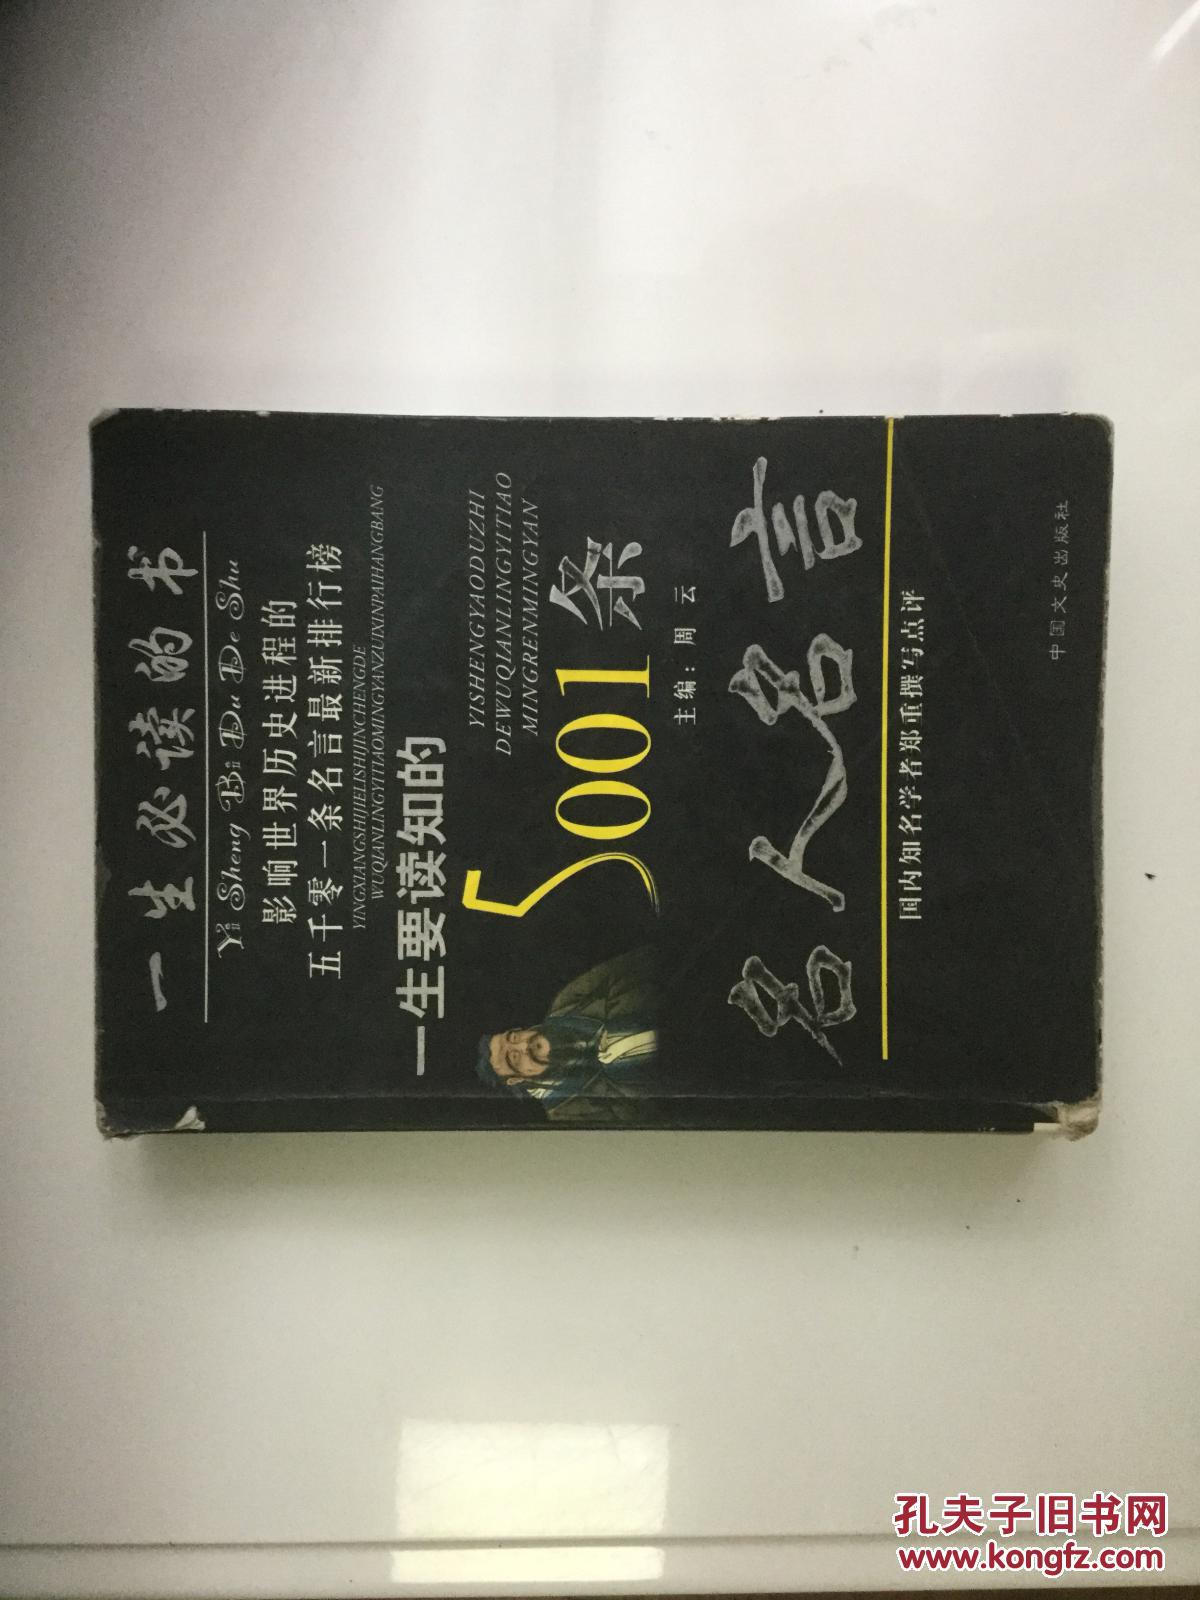 一生必读的书
Yi Sheng Bi Du De Shu
影响世界历史进程的
五千零一条名言最新排行榜
YINGXIANGSHIJIELISHIJINCHENGDE
WUQIANLINGYITIAOMINGYANZUIXINPAIHANGBANG
一生要读知的
YISHENGYAODUZHI
DEWUQIANLINGYITIAO
MINGRENMINGYAN
5001条
主编：周云
名人名言
国内知名学者郑重撰写点评
中国文史出版社
孔夫子旧书网
www.kongfz.com